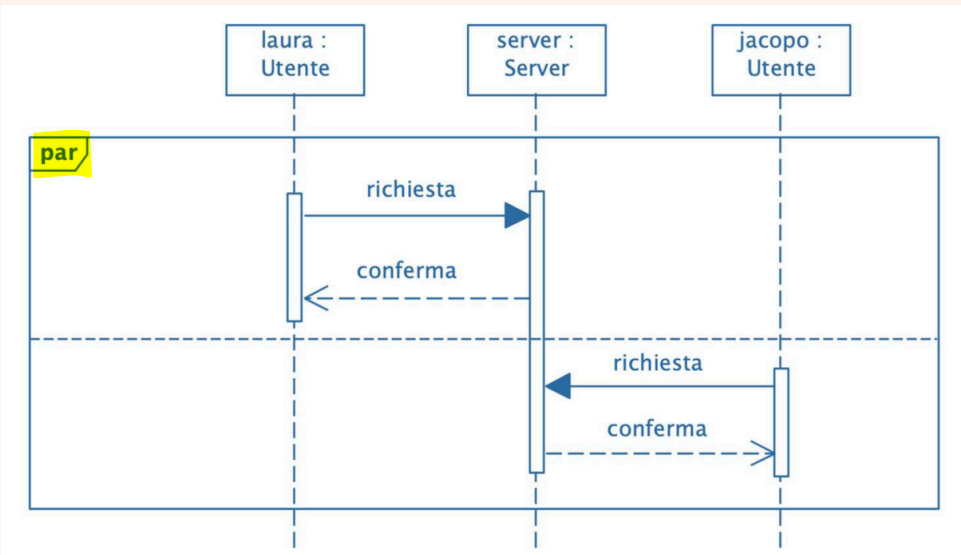 laura :
Utente
server :
Server
jacopo :
Utente
par
richiesta
conferma
richiesta
conferma